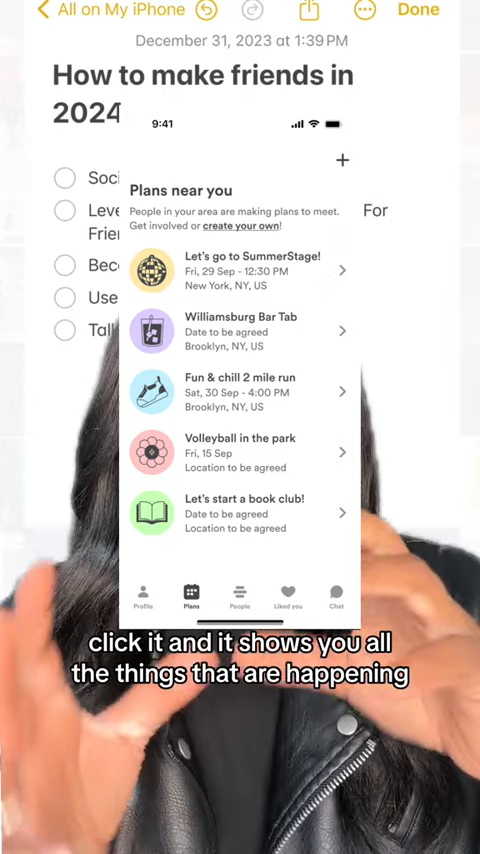 All on My iPhone
Done
December 31, 2023 at 1:39 PM
How to make friends in
2024
9:41
Plans near you
People in your area are making plans to meet.
Get involved or create your own!
For
Let's go to SummerStage!
Fri, 29 Sep - 12:30 PM
New York, NY, US
Williamsburg Bar Tab
Date to be agreed
Brooklyn, NY, US
Fun & chill 2 mile run
Sat, 30 Sep - 4:00 PM
Brooklyn, NY, US
Volleyball in the park
Fri, 15 Sep
Location to be agreed
Let's start a book club!
Date to be agreed
Location to be agreed
Profile
Plans
People
Liked you
Chat
click it and it shows you all
the things that are happening